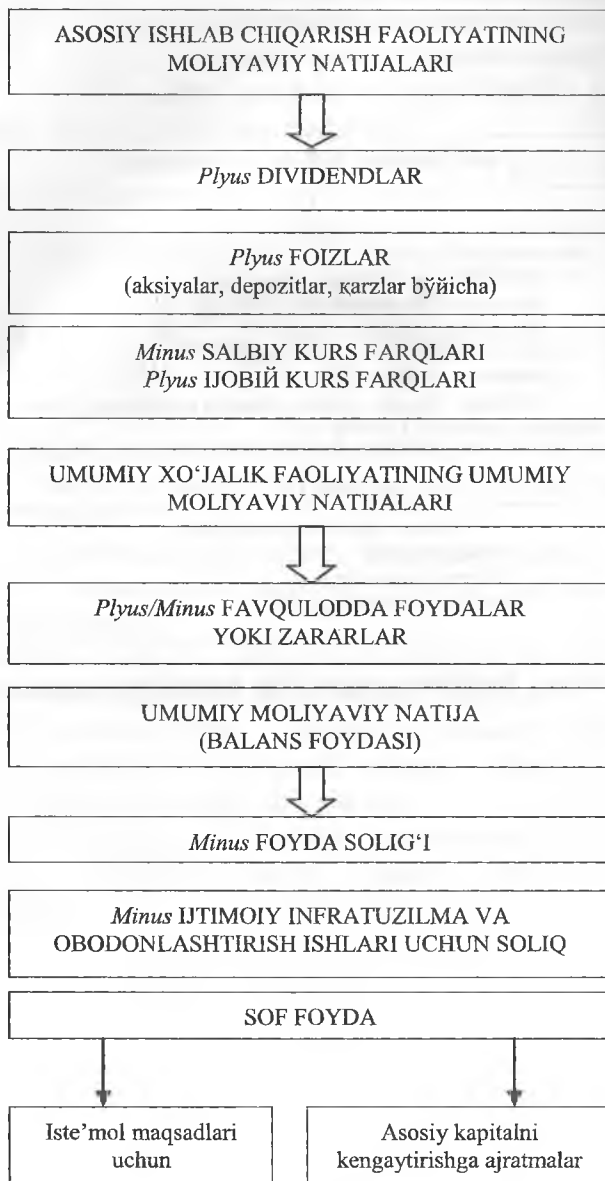 ASOSIY ISHLAB CHIQARISH FAOLIYATINING
MOLIYAVIY NATIJALARI
Plyus DIVIDENDLAR
Plyus FOIZLAR
(aksiyalar, depozitlar, қarzlar bўйicha)
Minus SALBIY KURS FARQLARI
Plyus IJOBIЙ KURS FARQLARI
UMUMIY XO‘JALIK FAOLIYATINING UMUMIY
MOLIYAVIY NATIJALARI
Plyus/Minus FAVQULODDA FOYDALAR
YOKI ZARARLAR
UMUMIY MOLIYAVIY NATIJA
(BALANS FOYDASI)
Minus FOYDA SOLIG‘I
Minus IJTIMOIY INFRATUZILMA VA
OBODONLASHTIRISH ISHLARI UCHUN SOLIQ
SOF FOYDA
Iste’mol maqsadlari
uchun
Asosiy kapitalni
kengaytirishga ajratmalar